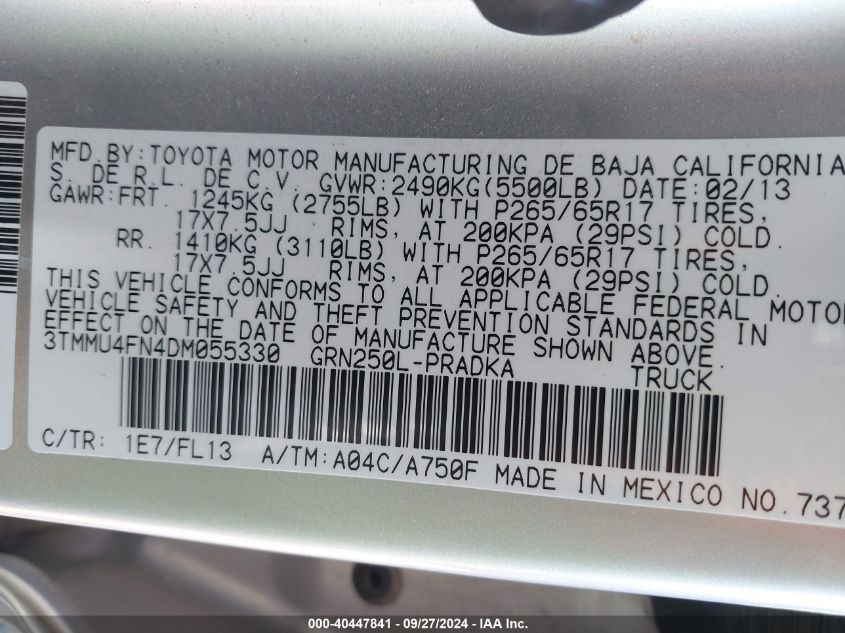 MFD. BY: TOYOTA MOTOR MANUFACTURING DE BAJA CALIFORNIA
S. DE R.L. DE C.V. GVWR:2490KG(5500LB) DATE:02/13
GAWR:FRT. 1245KG (2755LB) WITH P265/65R17 TIRES,
17X7.5JJ RIMS, AT 200KPA (29PSI) COLD.
RR. 1410KG (3110LB) WITH P265/65R17 TIRES,
17X7.5JJ RIMS, AT 200KPA (29PSI) COLD.
THIS VEHICLE CONFORMS TO ALL APPLICABLE FEDERAL MOTOR
VEHICLE SAFETY AND THEFT PREVENTION STANDARDS IN
EFFECT ON THE DATE OF MANUFACTURE SHOWN ABOVE.
3TMMU4FN4DM055330 GRN250L-PRADKA TRUCK
C/TR: 1E7/FL13 A/TM:A04C/A750F MADE IN MEXICO NO.737
000-40447841 - 09/27/2024 - IAA Inc.